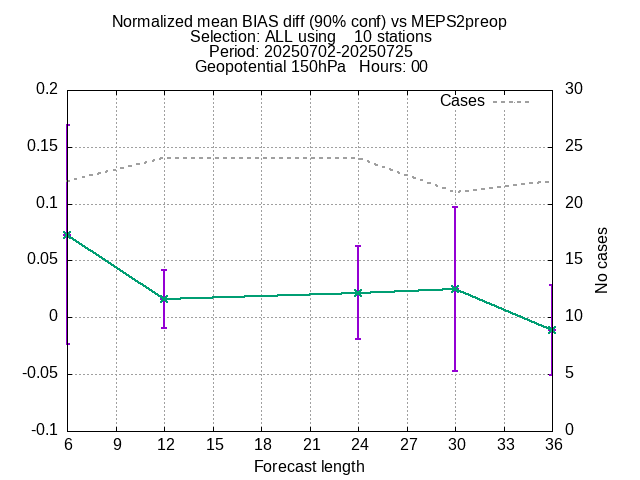 Normalized mean BIAS diff (90% conf) vs MEPS2preop
Selection: ALL using    10 stations
Period: 20250702-20250725
Geopotential 150hPa   Hours: 00
Cases
0.2
0.15
0.1
0.05
0
-0.05
-0.1
30
25
20
15
10
5
0
No cases
6 9 12 15 18 21 24 27 30 33 36
Forecast length